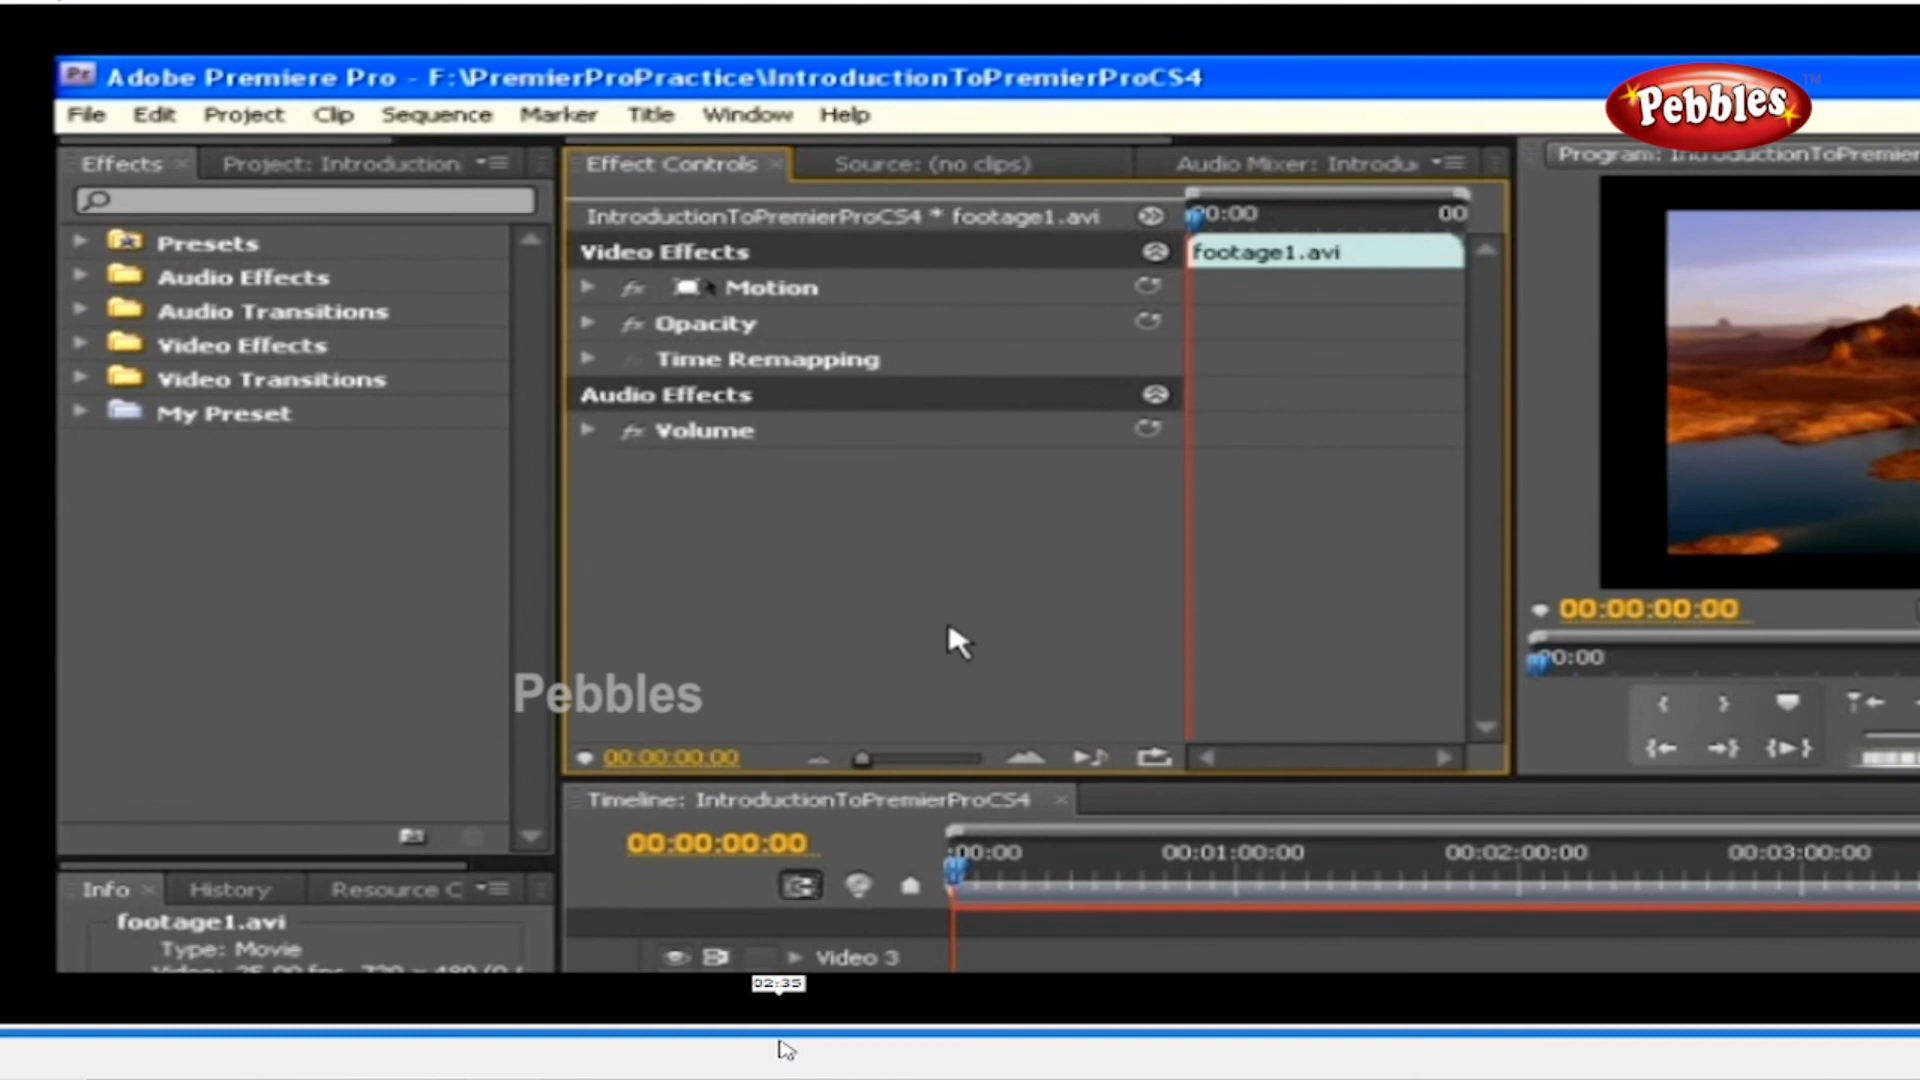 Adobe Premiere Pro - F:\PremierProPractice\IntroductionToPremierProCS4
Pebbles TM
File Edit Project Clip Sequence Marker Title Window Help
Effects Project: Introduction
Effect Controls Source: (no clips) Audio Mixer: Introdu
Program: IntroductionToPremier
IntroductionToPremierProCS4 * footage1.avi
00:00 00
Presets
Audio Effects
Audio Transitions
Video Effects
Video Transitions
My Preset
Video Effects
footage1.avi
fx Motion
fx Opacity
Time Remapping
Audio Effects
fx Volume
00:00:00:00
00:00
Pebbles
00:00:00:00
Timeline: IntroductionToPremierProCS4
00:00:00:00
:00:00 00:01:00:00 00:02:00:00 00:03:00:00
Info History Resource C
footage1.avi
Type: Movie
Video 3
02:35